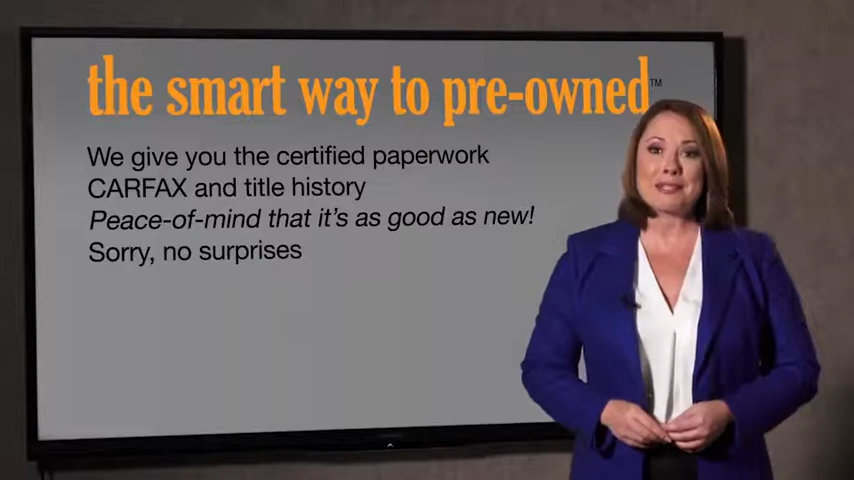 the smart way to pre-owned™
We give you the certified paperwork
CARFAX and title history
Peace-of-mind that it's as good as new!
Sorry, no surprises